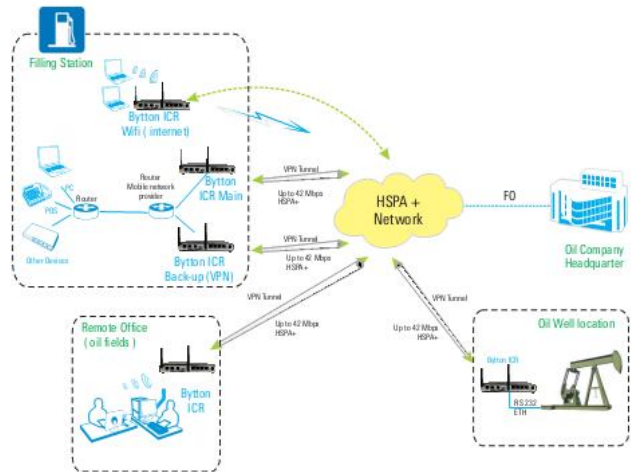 Filling Station
Bytton ICR
Wifi ( internet)
PC
POS
Other Devices
Router
Router
Mobile network
provider
Bytton
ICR Main
Bytton ICR
Back-up (VPN)
VPN Tunnel
Up to 42 Mbps
HSPA+
VPN Tunnel
Up to 42 Mbps
HSPA+
HSPA +
Network
FO
Oil Company
Headquarter
VPN Tunnel
Up to 42 Mbps
HSPA+
VPN Tunnel
Up to 42 Mbps
HSPA+
Remote Office
( oil fields )
Bytton
ICR
Oil Well location
Bytton ICR
RS232
ETH